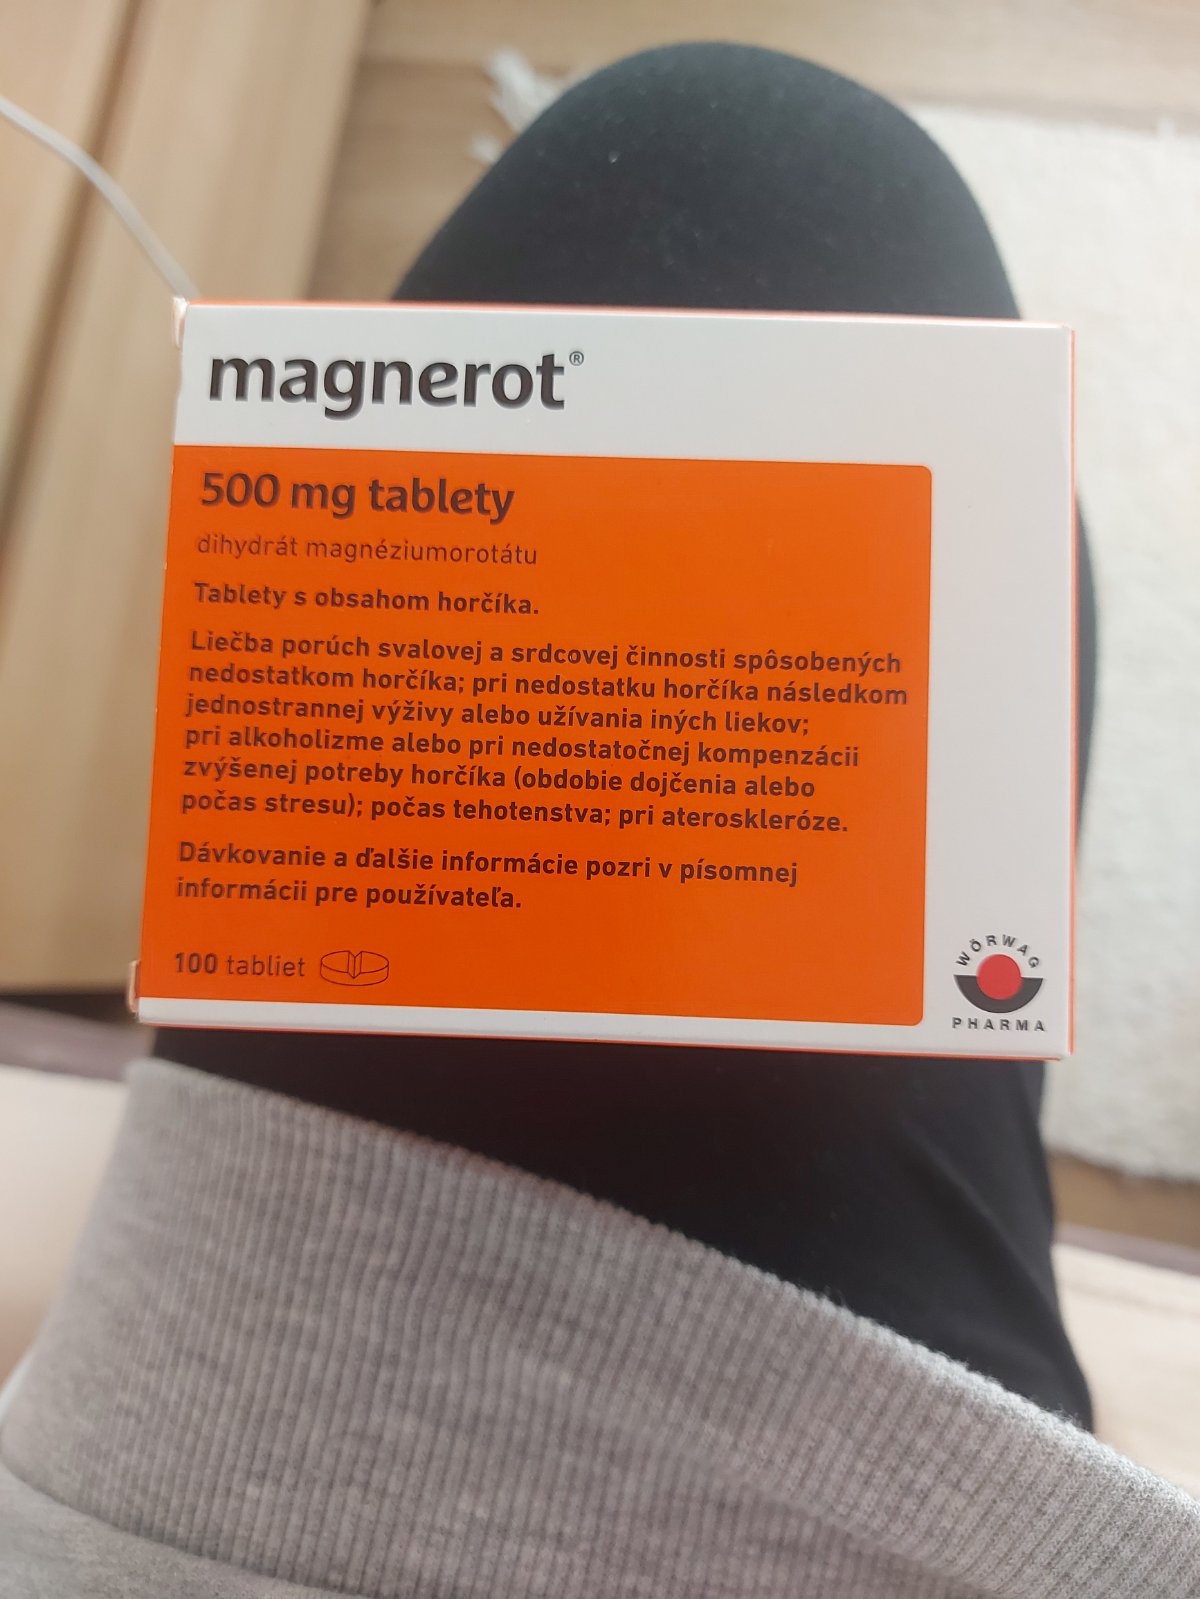 magnerot®
500 mg tablety
dihydrát magnéziumorotátu
Tablety s obsahom horčíka.
Liečba porúch svalovej a srdcovej činnosti spôsobených
nedostatkom horčíka; pri nedostatku horčíka následkom
jednostrannej výživy alebo užívania iných liekov;
pri alkoholizme alebo pri nedostatočnej kompenzácii
zvýšenej potreby horčíka (obdobie dojčenia alebo
počas stresu); počas tehotenstva; pri ateroskleróze.
Dávkovanie a ďalšie informácie pozri v písomnej
informácii pre používateľa.
100 tabliet
WÖRWAG
PHARMA